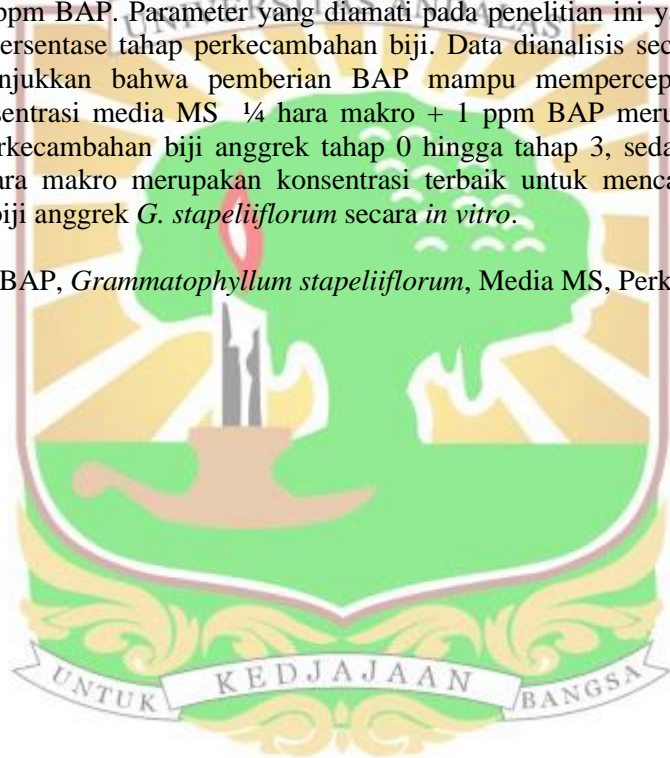 ppm BAP. Parameter yang diamati pada penelitian ini y
UNIVERSITAS ANDALAS
ersentase tahap perkecambahan biji. Data dianalisis sec
njukkan bahwa pemberian BAP mampu mempercep
sentrasi media MS ¼ hara makro + 1 ppm BAP meru
rkecambahan biji anggrek tahap 0 hingga tahap 3, seda
ara makro merupakan konsentrasi terbaik untuk menca
biji anggrek G. stapeliiflorum secara in vitro.
BAP, Grammatophyllum stapeliiflorum, Media MS, Perk
UNTUK KEDJAJAAN BANGSA